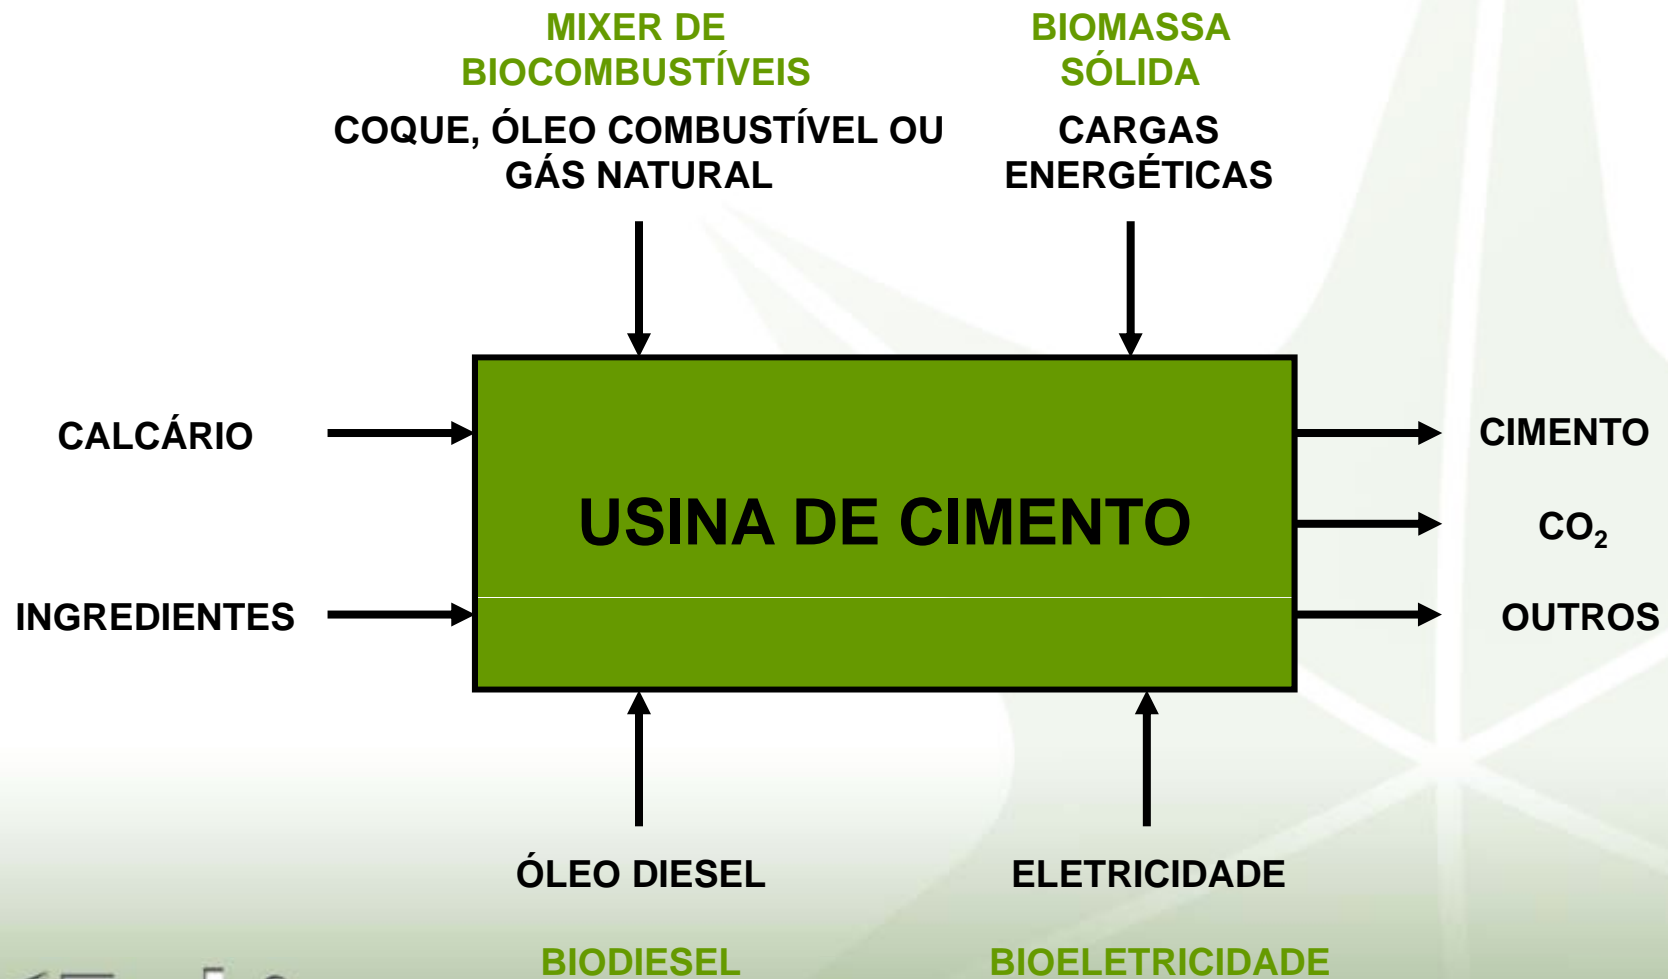 MIXER DE
BIOCOMBUSTÍVEIS
BIOMASSA
SÓLIDA
COQUE, ÓLEO COMBUSTÍVEL OU
GÁS NATURAL
CARGAS
ENERGÉTICAS
CALCÁRIO
INGREDIENTES
USINA DE CIMENTO
CIMENTO
CO₂
OUTROS
ÓLEO DIESEL
ELETRICIDADE
BIODIESEL
BIOELETRICIDADE